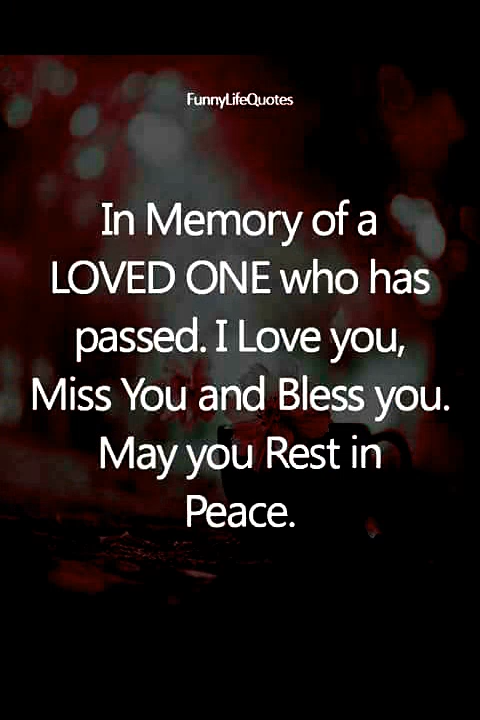 FunnyLifeQuotes
In Memory of a
LOVED ONE who has
passed. I Love you,
Miss You and Bless you.
May you Rest in
Peace.